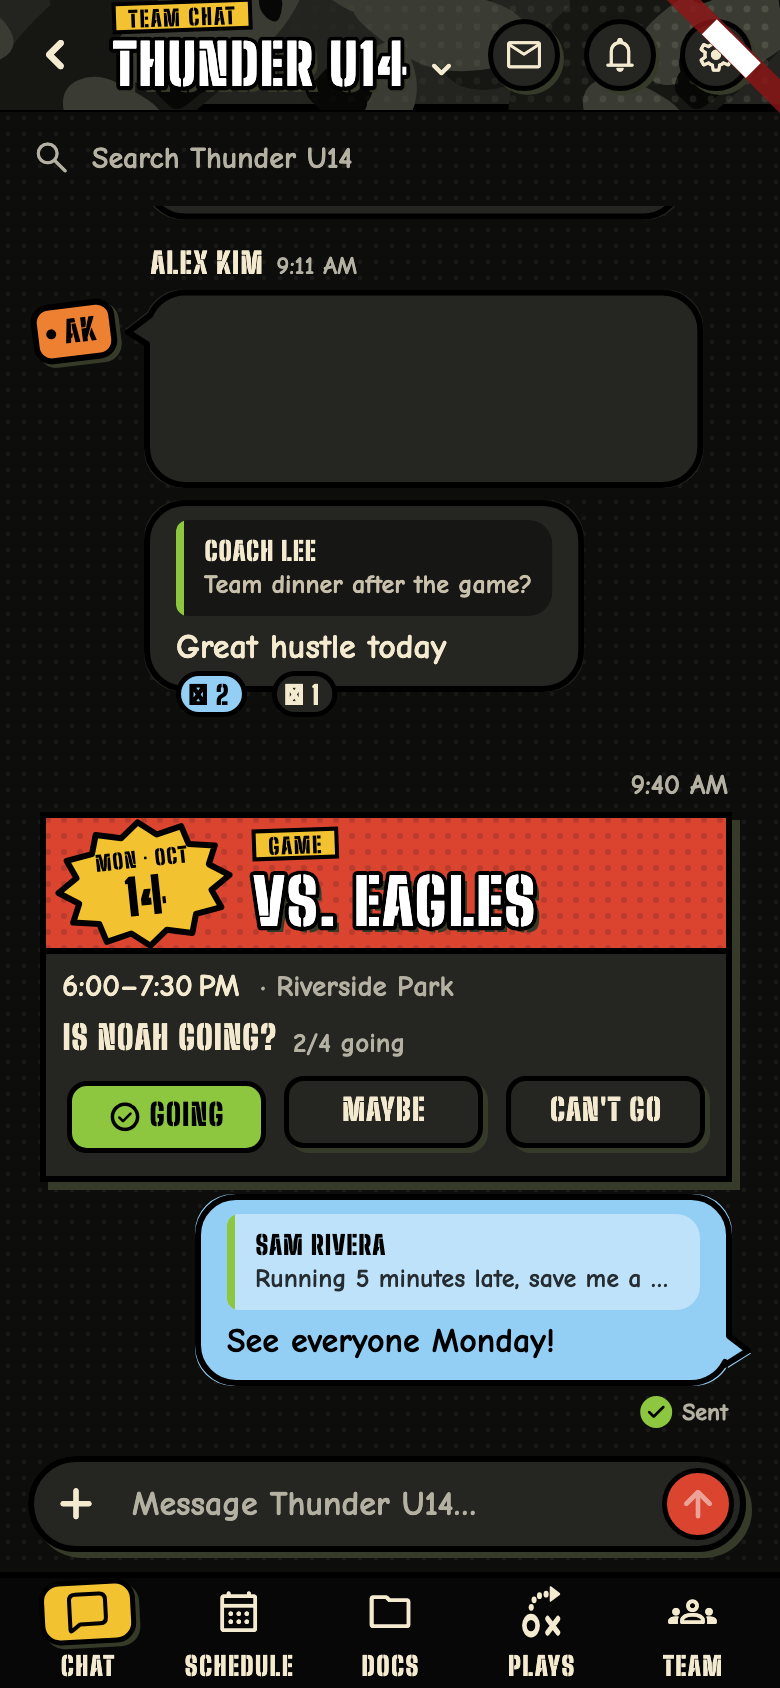 TEAM CHAT
THUNDER U14
Search Thunder U14
ALEX KIM 9:11 AM
AK
COACH LEE
Team dinner after the game?
Great hustle today
2 1
9:40 AM
MON · OCT
14
GAME
VS. EAGLES
6:00–7:30 PM · Riverside Park
IS NOAH GOING? 2/4 going
GOING MAYBE CAN'T GO
SAM RIVERA
Running 5 minutes late, save me a ...
See everyone Monday!
Sent
Message Thunder U14...
CHAT SCHEDULE DOCS PLAYS TEAM